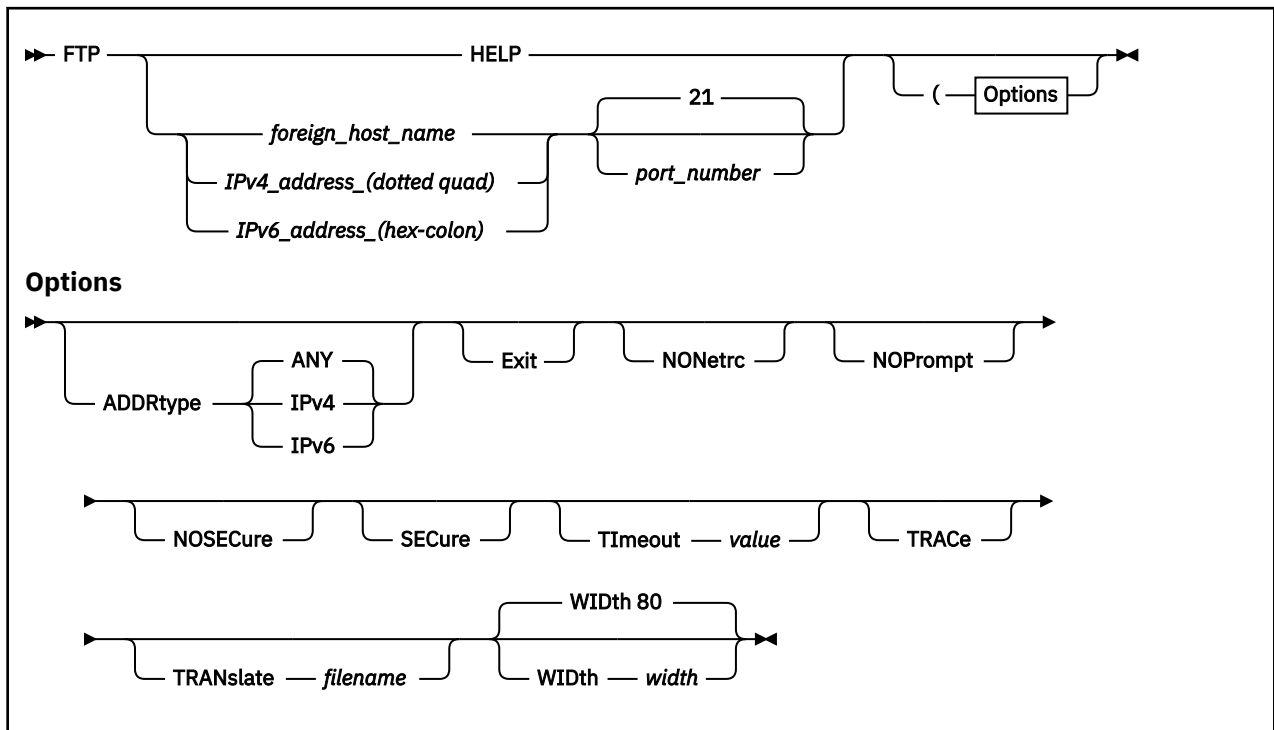 FTP HELP
( Options
21
foreign_host_name
port_number
IPv4_address_(dotted quad)
IPv6_address_(hex-colon)
Options
ADDRtype ANY Exit NONetrc NOPrompt
IPv4
IPv6
NOSECure SECure TImeout value TRACe
WIDth 80
TRANslate filename WIDth width